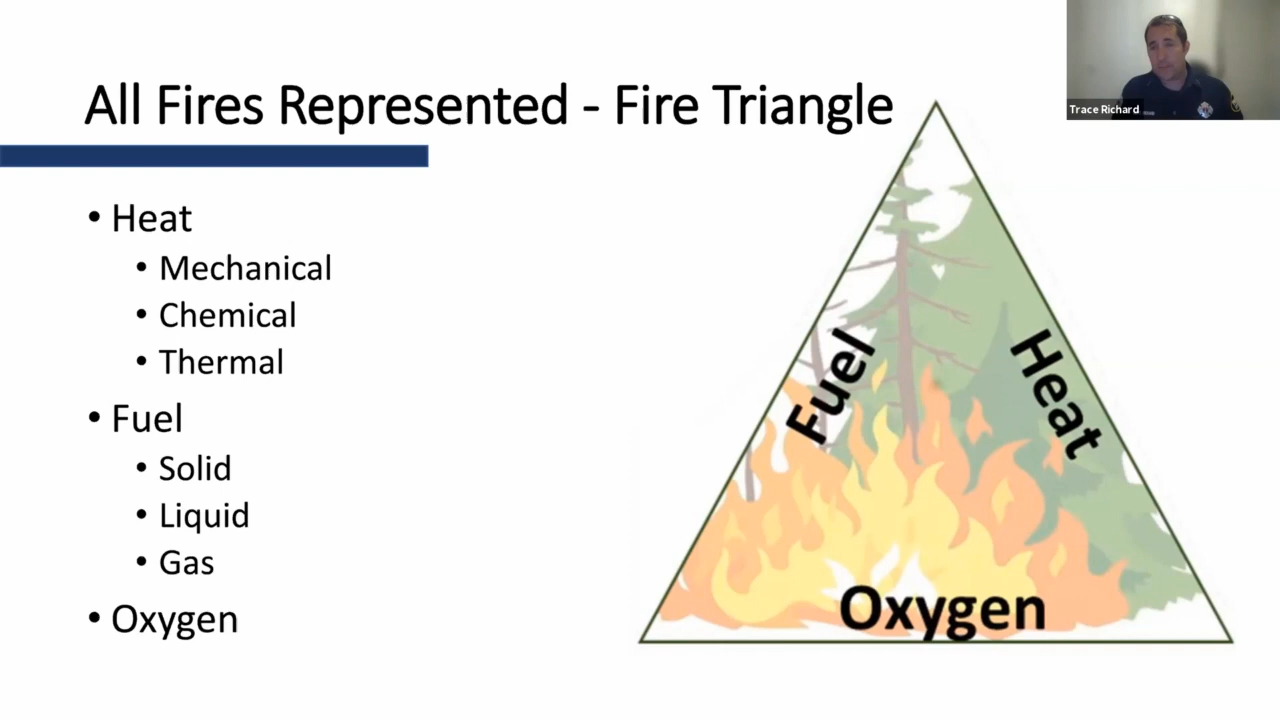 All Fires Represented - Fire Triangle
Trace Richard
• Heat
• Mechanical
• Chemical
• Thermal
• Fuel
• Solid
• Liquid
• Gas
• Oxygen
Fuel
Heat
Oxygen